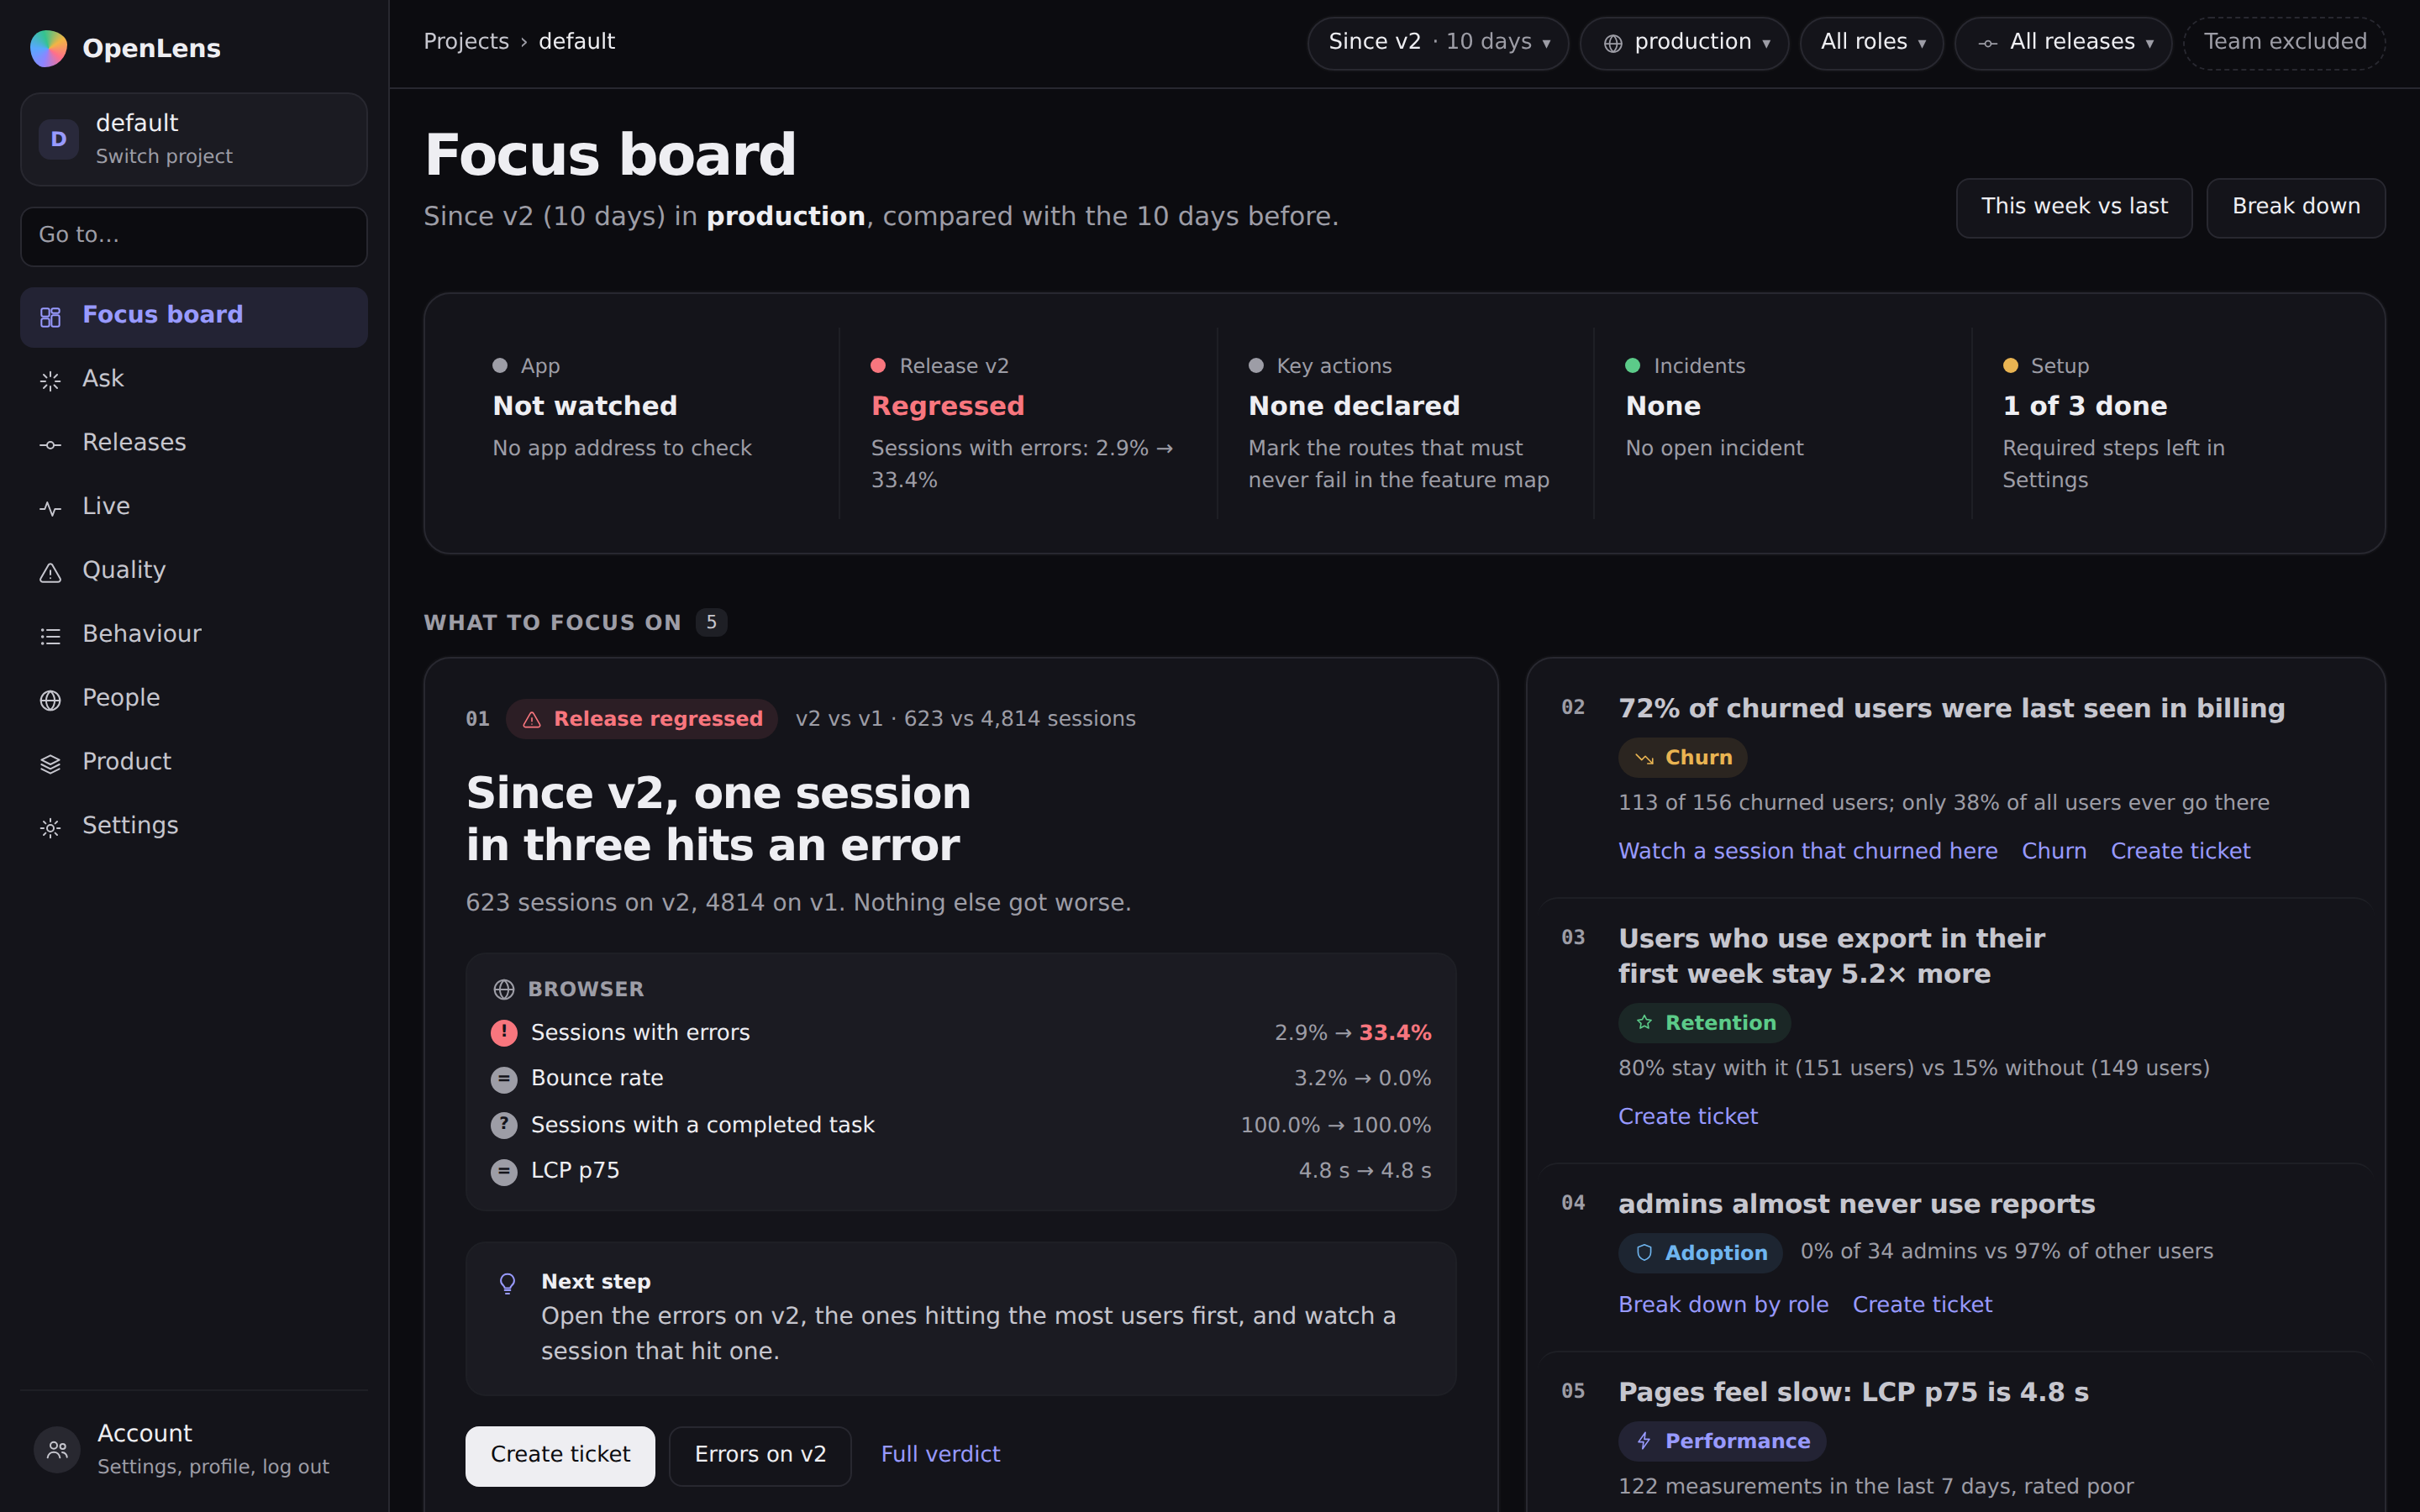 OpenLens
D
default
Switch project
Go to…
Focus board
Ask
Releases
Live
Quality
Behaviour
People
Product
Settings
Account
Settings, profile, log out
Projects › default
Since v2 · 10 days ▾
production ▾
All roles ▾
All releases ▾
Team excluded
Focus board
Since v2 (10 days) in production, compared with the 10 days before.
This week vs last
Break down
App
Not watched
No app address to check
Release v2
Regressed
Sessions with errors: 2.9% →
33.4%
Key actions
None declared
Mark the routes that must
never fail in the feature map
Incidents
None
No open incident
Setup
1 of 3 done
Required steps left in
Settings
WHAT TO FOCUS ON 5
01 Release regressed v2 vs v1 · 623 vs 4,814 sessions
Since v2, one session
in three hits an error
623 sessions on v2, 4814 on v1. Nothing else got worse.
BROWSER
! Sessions with errors 2.9% → 33.4%
= Bounce rate 3.2% → 0.0%
? Sessions with a completed task 100.0% → 100.0%
= LCP p75 4.8 s → 4.8 s
Next step
Open the errors on v2, the ones hitting the most users first, and watch a
session that hit one.
Create ticket
Errors on v2
Full verdict
02 72% of churned users were last seen in billing
Churn
113 of 156 churned users; only 38% of all users ever go there
Watch a session that churned here Churn Create ticket
03 Users who use export in their
first week stay 5.2× more
Retention
80% stay with it (151 users) vs 15% without (149 users)
Create ticket
04 admins almost never use reports
Adoption 0% of 34 admins vs 97% of other users
Break down by role Create ticket
05 Pages feel slow: LCP p75 is 4.8 s
Performance
122 measurements in the last 7 days, rated poor